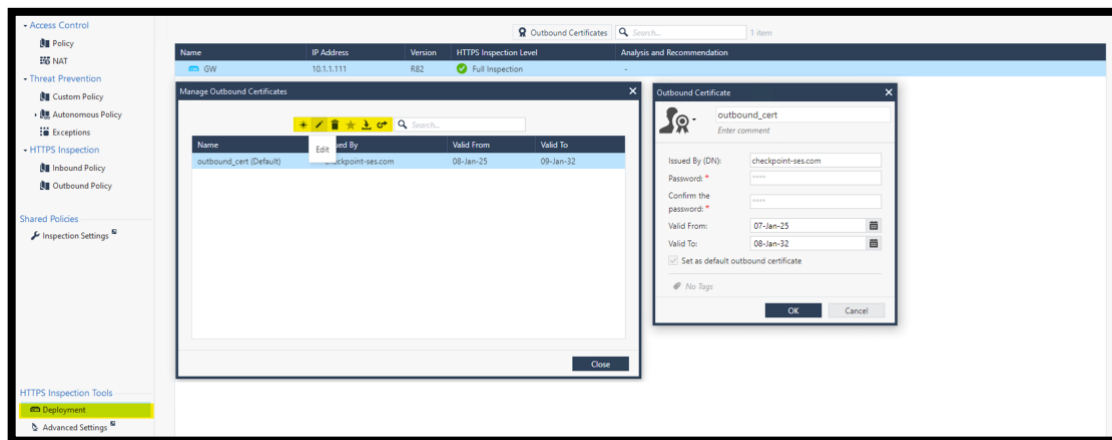 Access Control
Policy
NAT
Threat Prevention
Custom Policy
Autonomous Policy
Exceptions
HTTPS Inspection
Inbound Policy
Outbound Policy
Shared Policies
Inspection Settings
HTTPS Inspection Tools
Deployment
Advanced Settings
Outbound Certificates Search... 1 item
Name IP Address Version HTTPS Inspection Level Analysis and Recommendation
GW 10.1.1.111 R82 Full Inspection -
Manage Outbound Certificates
Search...
Name ued By Valid From Valid To
Edit
outbound_cert (Default) checkpoint-ses.com 08-Jan-25 09-Jan-32
Close
Outbound Certificate
outbound_cert
Enter comment
Issued By (DN): checkpoint-ses.com
Password: * ****
Confirm the
password: * ****
Valid From: 07-Jan-25
Valid To: 08-Jan-32
Set as default outbound certificate
No Tags
OK Cancel